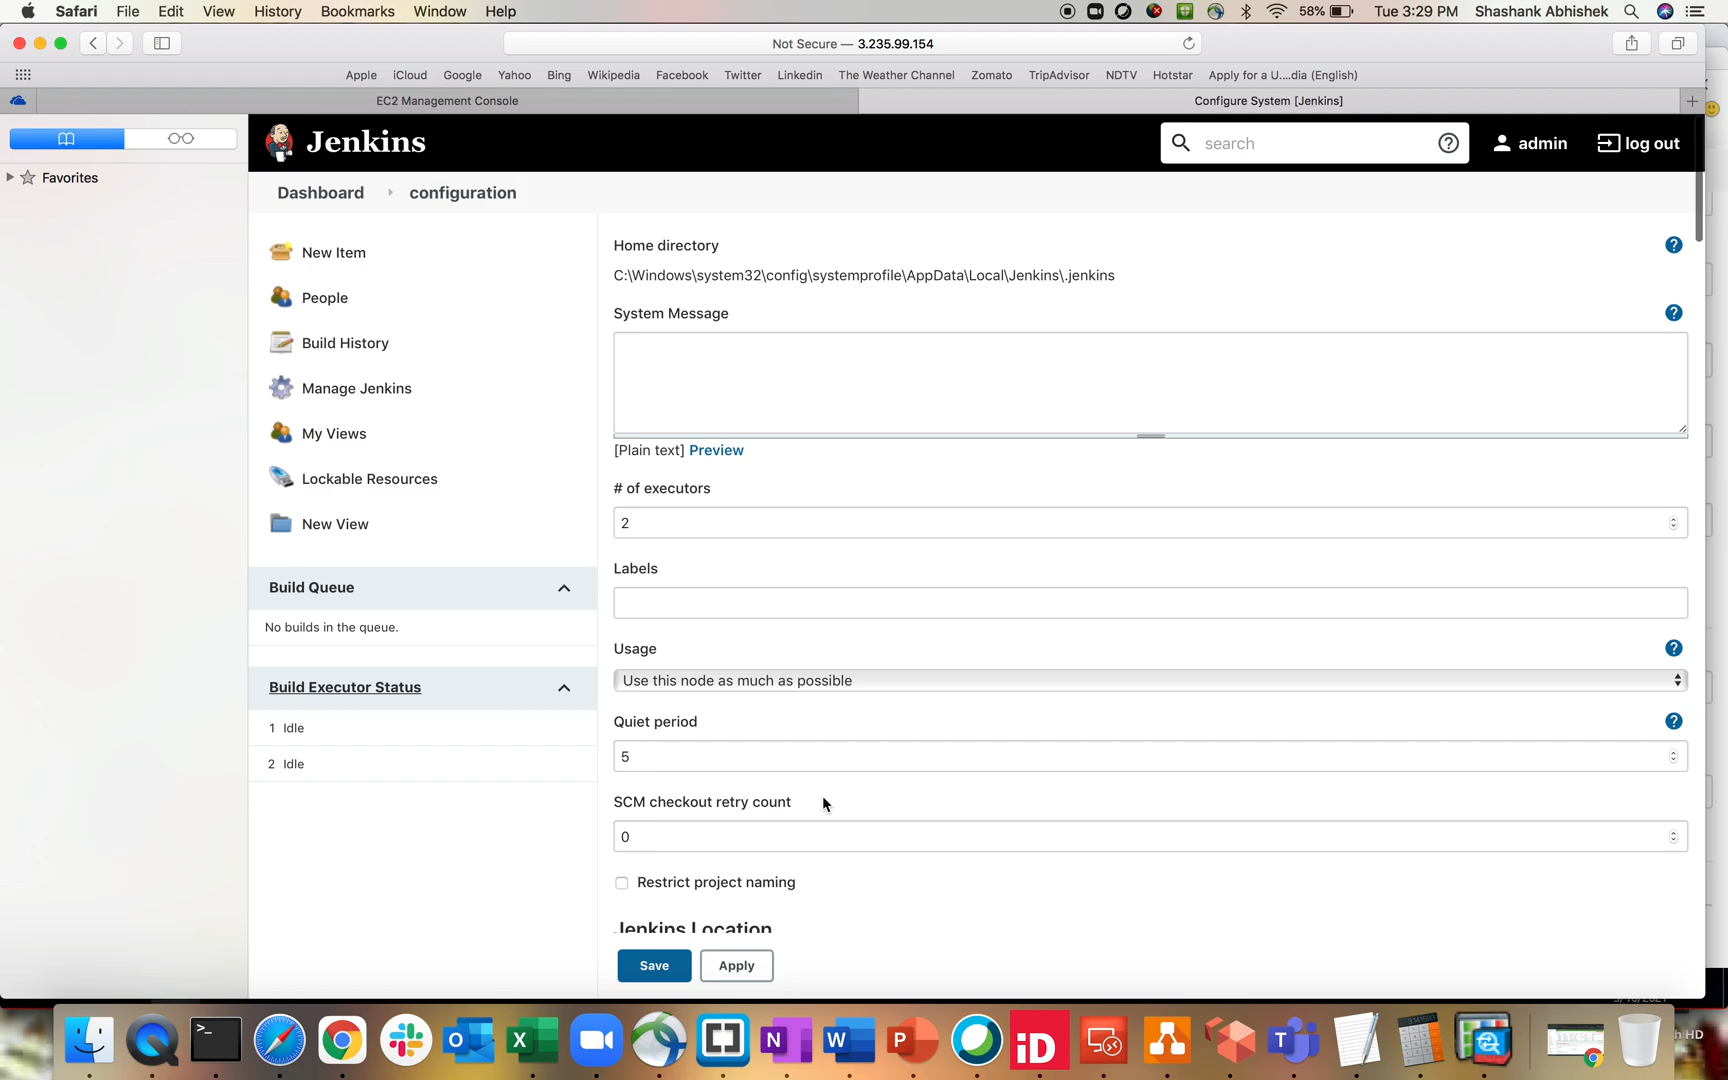 Safari File Edit View History Bookmarks Window Help
58% Tue 3:29 PM Shashank Abhishek
Not Secure — 3.235.99.154
Apple iCloud Google Yahoo Bing Wikipedia Facebook Twitter Linkedin The Weather Channel Zomato TripAdvisor NDTV Hotstar Apply for a U....dia (English)
EC2 Management Console
Configure System [Jenkins]
Jenkins
search
admin
log out
Favorites
Dashboard configuration
New Item
People
Build History
Manage Jenkins
My Views
Lockable Resources
New View
Build Queue
No builds in the queue.
Build Executor Status
1 Idle
2 Idle
Home directory
C:\Windows\system32\config\systemprofile\AppData\Local\Jenkins\.jenkins
System Message
[Plain text] Preview
# of executors
2
Labels
Usage
Use this node as much as possible
Quiet period
5
SCM checkout retry count
0
Restrict project naming
Jenkins Location
Save Apply